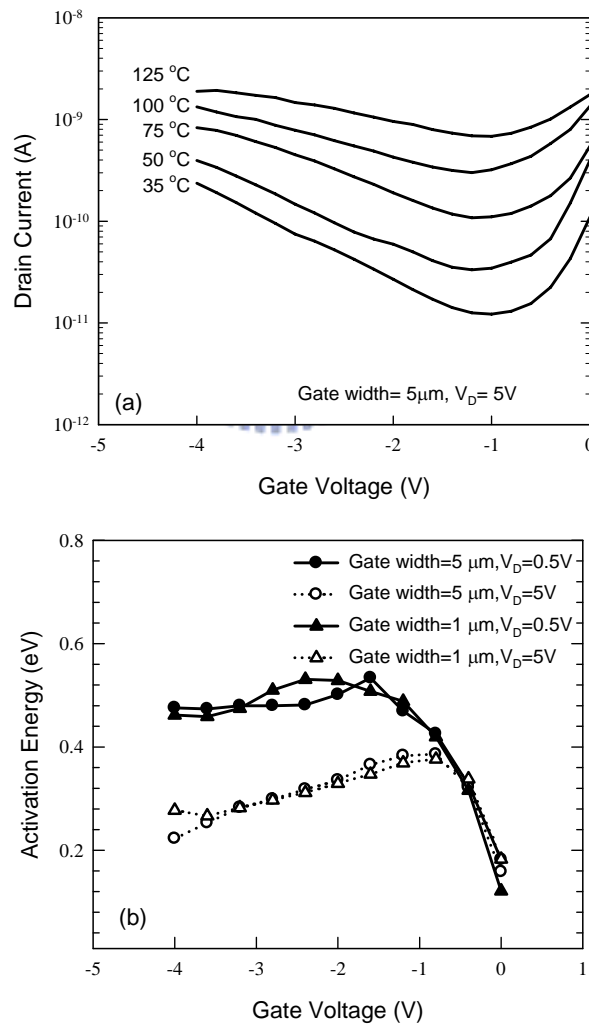 10⁻⁸
10⁻⁹
10⁻¹⁰
10⁻¹¹
10⁻¹²
Drain Current (A)
125 °C
100 °C
75 °C
50 °C
35 °C
(a)
Gate width= 5μm, V_D= 5V
-5 -4 -3 -2 -1 0
Gate Voltage (V)
0.8
0.6
0.4
0.2
Activation Energy (eV)
Gate width=5 μm,V_D=0.5V
Gate width=5 μm,V_D=5V
Gate width=1 μm,V_D=0.5V
Gate width=1 μm,V_D=5V
(b)
-5 -4 -3 -2 -1 0 1
Gate Voltage (V)